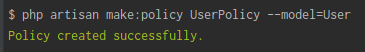 $ php artisan make:policy UserPolicy --model=User
Policy created successfully.